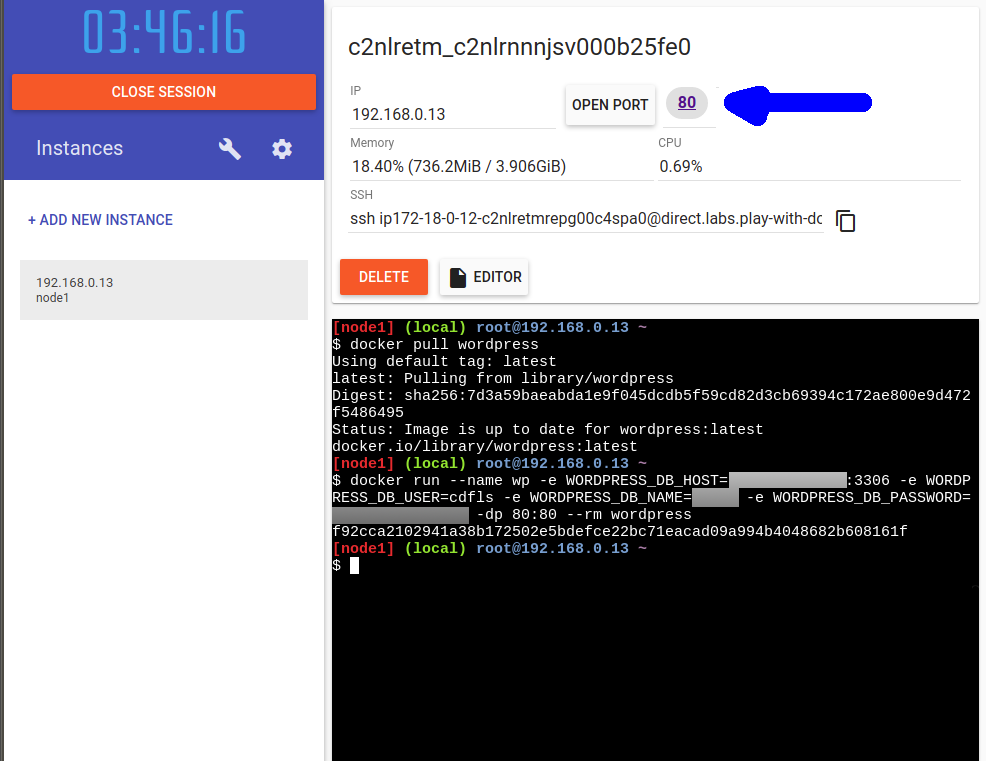 03:46:16
CLOSE SESSION
Instances
+ ADD NEW INSTANCE
192.168.0.13
node1
c2nlretm_c2nlrnnnjsv000b25fe0
IP
192.168.0.13
OPEN PORT
80
Memory
18.40% (736.2MiB / 3.906GiB)
CPU
0.69%
SSH
ssh ip172-18-0-12-c2nlretmrepg00c4spa0@direct.labs.play-with-dc
DELETE
EDITOR
[node1] (local) root@192.168.0.13 ~
$ docker pull wordpress
Using default tag: latest
latest: Pulling from library/wordpress
Digest: sha256:7d3a59baeabda1e9f045dcdb5f59cd82d3cb69394c172ae800e9d472
f5486495
Status: Image is up to date for wordpress:latest
docker.io/library/wordpress:latest
[node1] (local) root@192.168.0.13 ~
$ docker run --name wp -e WORDPRESS_DB_HOST= :3306 -e WORDP
RESS_DB_USER=cdfls -e WORDPRESS_DB_NAME= -e WORDPRESS_DB_PASSWORD=
-dp 80:80 --rm wordpress
f92cca2102941a38b172502e5bdefce22bc71eacad09a994b4048682b608161f
[node1] (local) root@192.168.0.13 ~
$